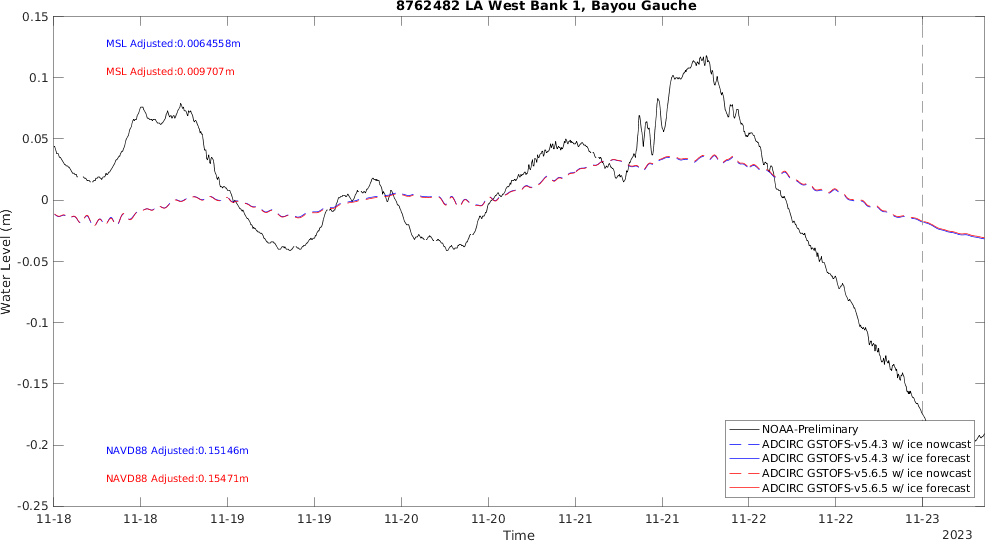 8762482 LA West Bank 1, Bayou Gauche
0.15
0.1
0.05
0
-0.05
-0.1
-0.15
-0.2
-0.25
Water Level (m)
MSL Adjusted:0.0064558m
MSL Adjusted:0.009707m
NAVD88 Adjusted:0.15146m
NAVD88 Adjusted:0.15471m
NOAA-Preliminary
ADCIRC GSTOFS-v5.4.3 w/ ice nowcast
ADCIRC GSTOFS-v5.4.3 w/ ice forecast
ADCIRC GSTOFS-v5.6.5 w/ ice nowcast
ADCIRC GSTOFS-v5.6.5 w/ ice forecast
11-18 11-18 11-19 11-19 11-20 11-20 11-21 11-21 11-22 11-22 11-23
Time
2023